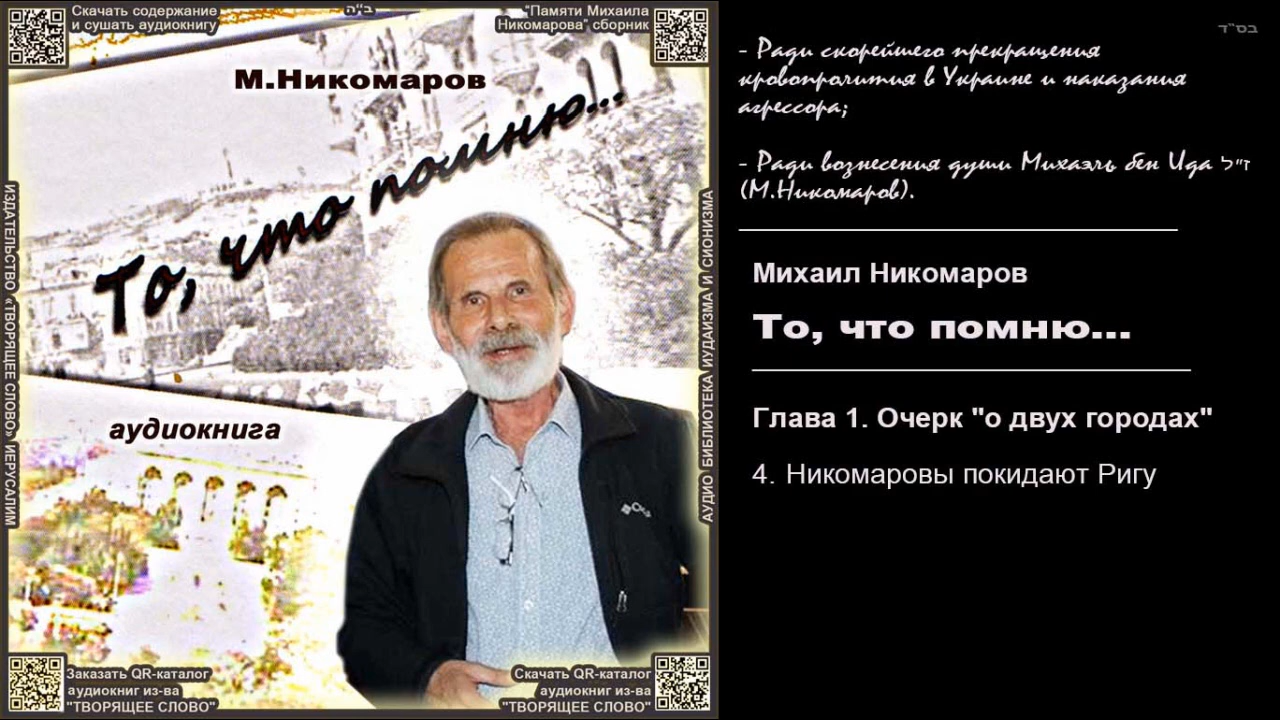 Скачать содержание
и сушать аудиокнигу
ב"ה
"Памяти Михаила
Никомарова" сборник
М.Никомаров
То, что помню...
аудиокнига
ИЗДАТЕЛЬСТВО «ТВОРЯЩЕЕ СЛОВО» ИЕРУСАЛИМ
АУДИО БИБЛИОТЕКА ИУДАИЗМА И СИОНИЗМА
Заказать QR-каталог
аудиокниг из-ва
"ТВОРЯЩЕЕ СЛОВО"
Скачать QR-каталог
аудиокниг из-ва
"ТВОРЯЩЕЕ СЛОВО"
בס"ד
- Ради скорейшего прекращения
кровопролития в Украине и наказания
агрессора;
- Ради вознесения души Михаэль бен Ида ז"ל
(М.Никомаров).
Михаил Никомаров
То, что помню...
Глава 1. Очерк "о двух городах"
4. Никомаровы покидают Ригу